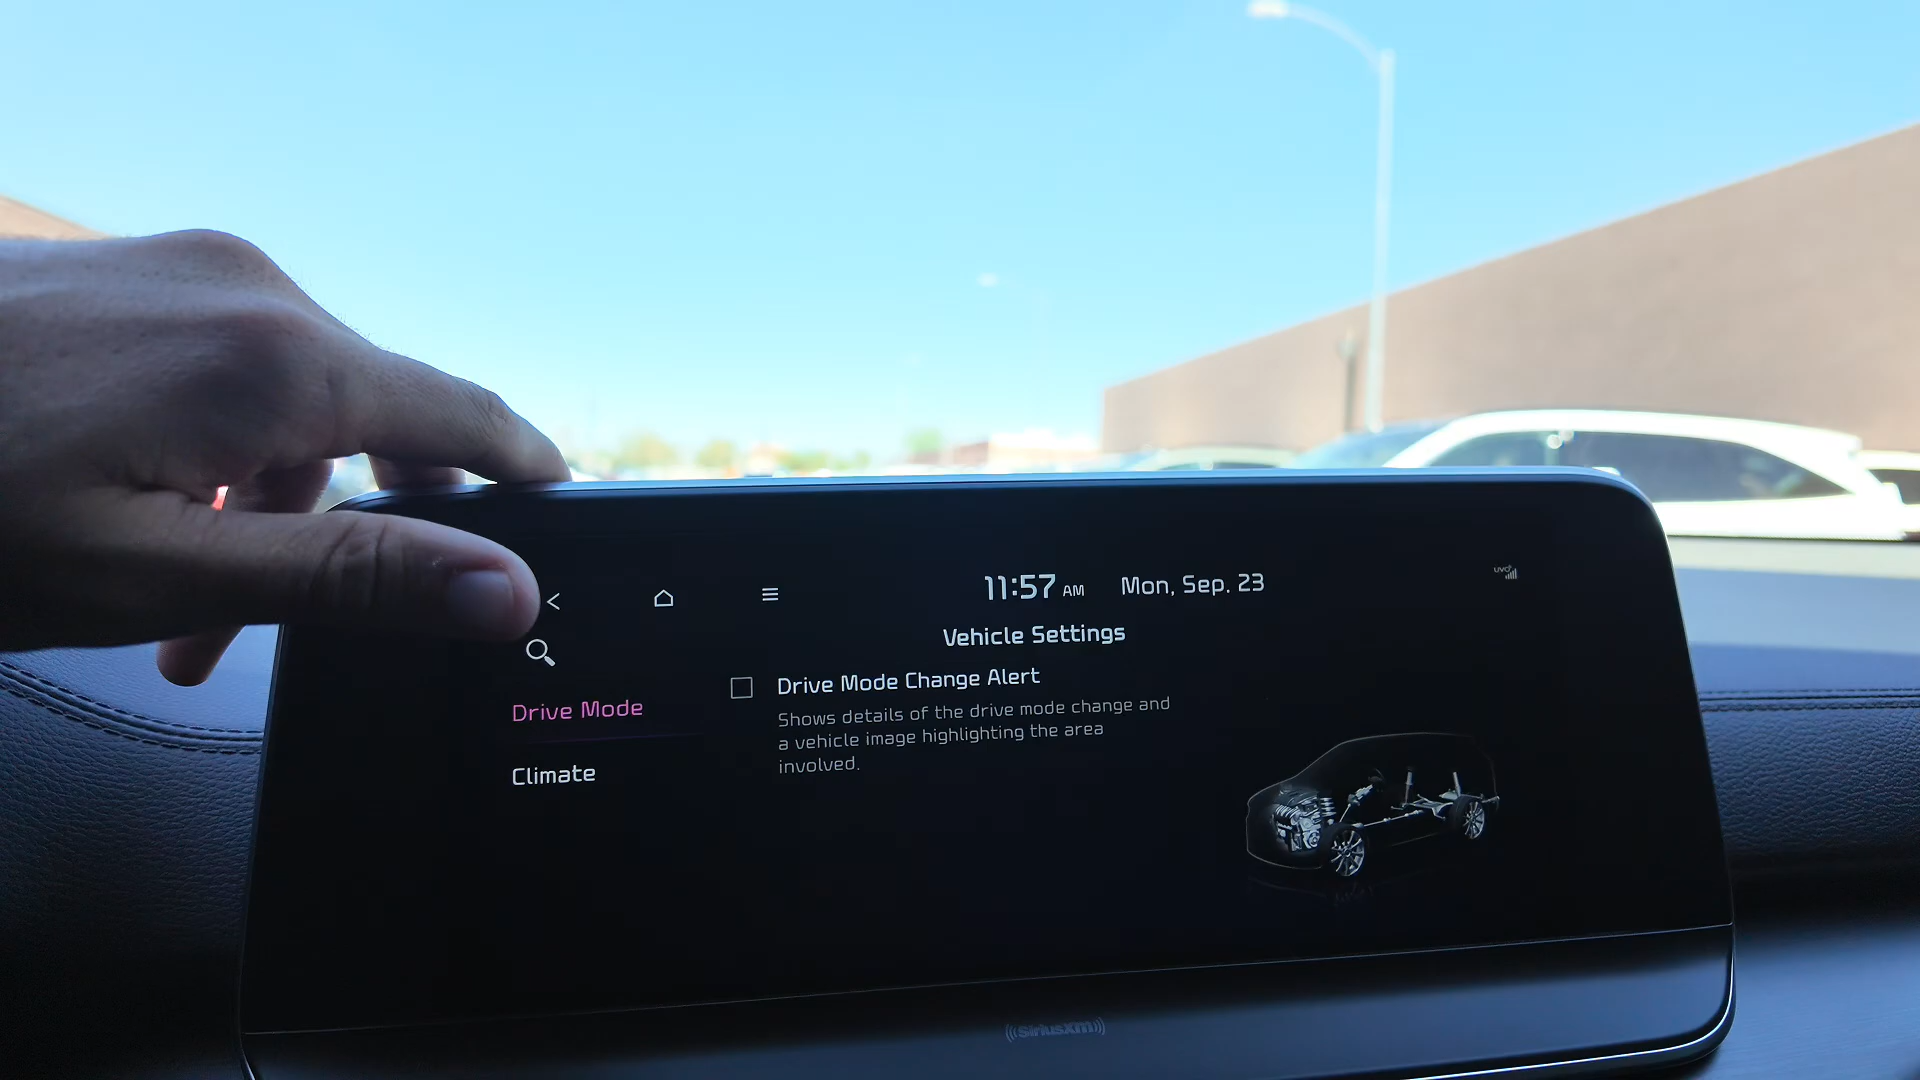 11:57 AM Mon, Sep. 23
UVO
Vehicle Settings
Drive Mode
Climate
Drive Mode Change Alert
Shows details of the drive mode change and
a vehicle image highlighting the area
involved.
((siriusxm))